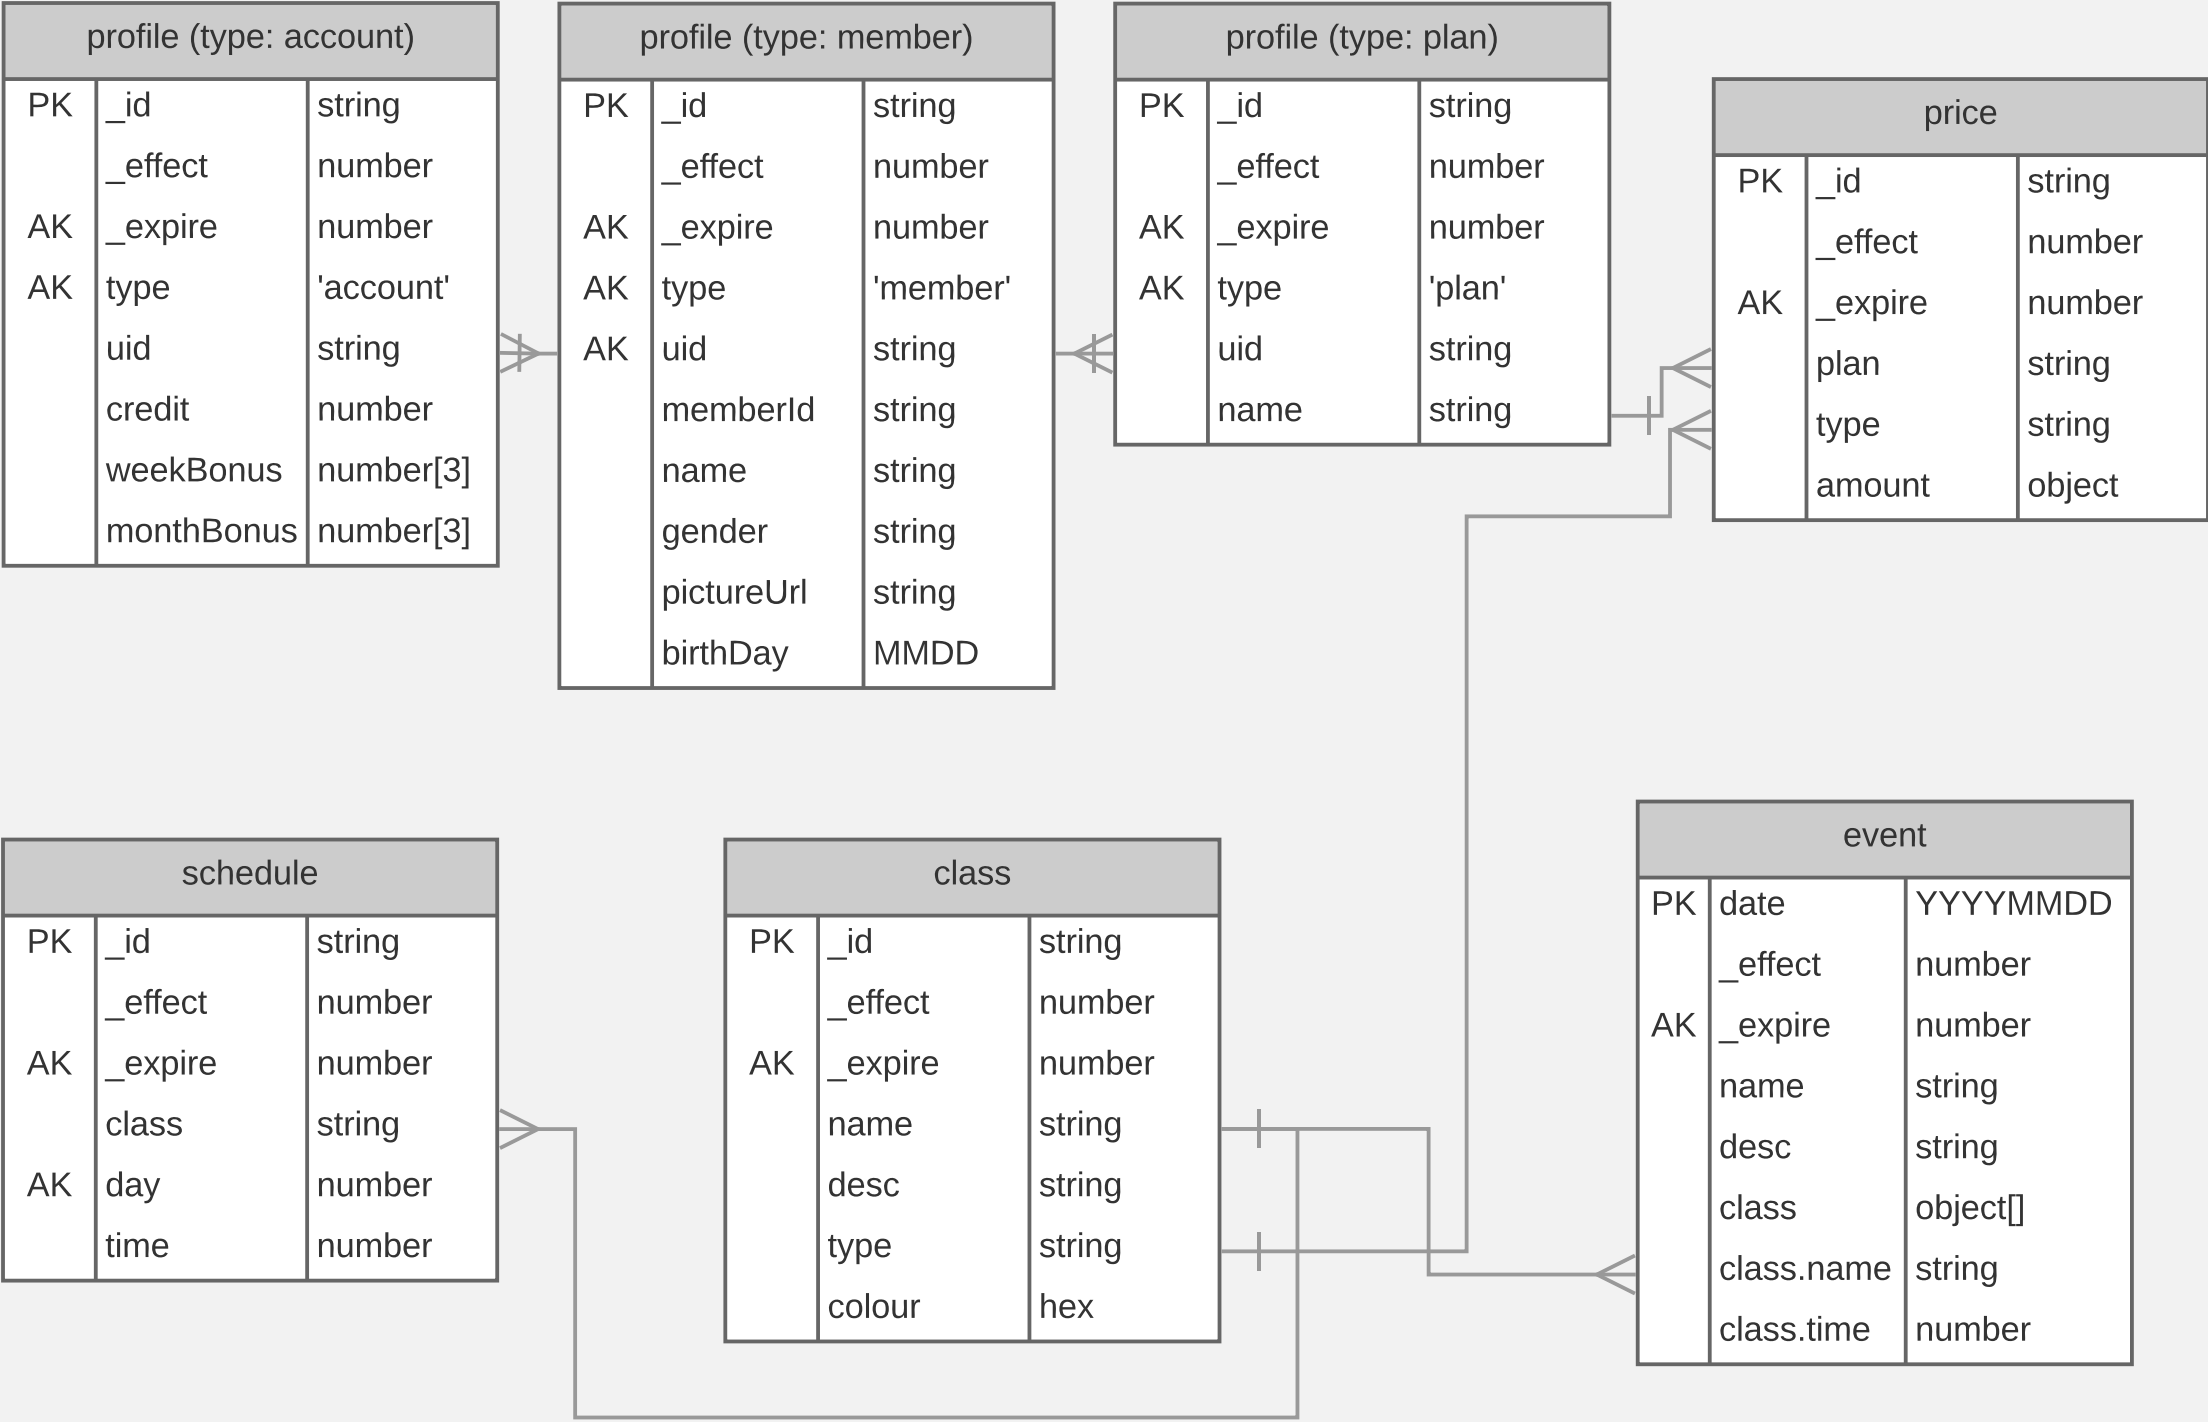 profile (type: account)
PK _id string
_effect number
AK _expire number
AK type 'account'
uid string
credit number
weekBonus number[3]
monthBonus number[3]
profile (type: member)
PK _id string
_effect number
AK _expire number
AK type 'member'
AK uid string
memberId string
name string
gender string
pictureUrl string
birthDay MMDD
profile (type: plan)
PK _id string
_effect number
AK _expire number
AK type 'plan'
uid string
name string
price
PK _id string
_effect number
AK _expire number
plan string
type string
amount object
schedule
PK _id string
_effect number
AK _expire number
class string
AK day number
time number
class
PK _id string
_effect number
AK _expire number
name string
desc string
type string
colour hex
event
PK date YYYYMMDD
_effect number
AK _expire number
name string
desc string
class object[]
class.name string
class.time number